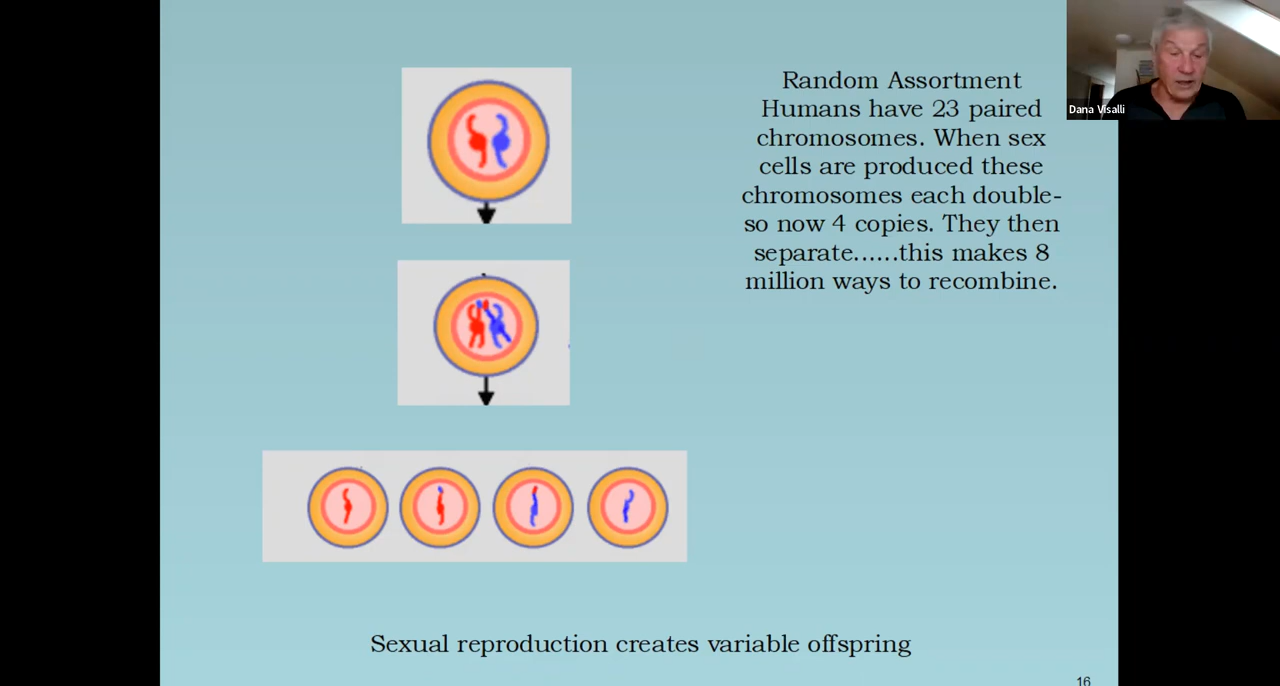 Random Assortment
Humans have 23 paired
chromosomes. When sex
cells are produced these
chromosomes each double-
so now 4 copies. They then
separate......this makes 8
million ways to recombine.
Dana Visalli
Sexual reproduction creates variable offspring
16